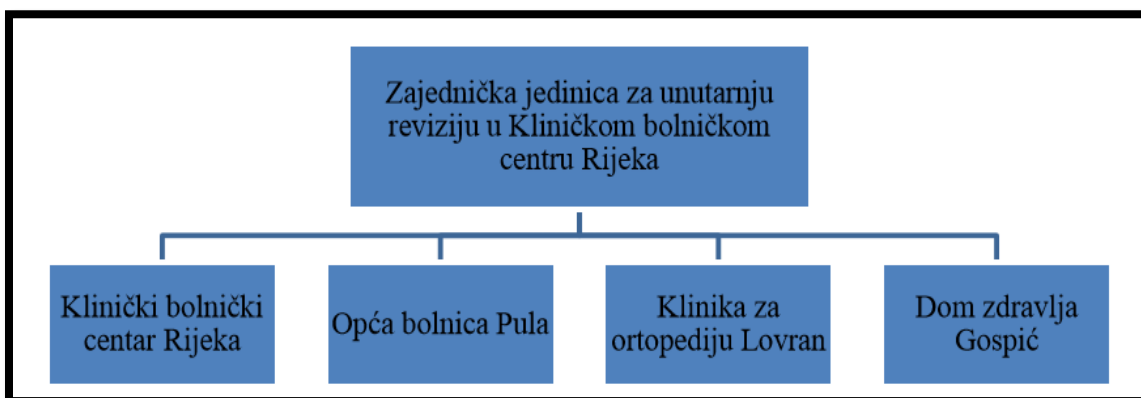 Zajednička jedinica za unutarnju
reviziju u Kliničkom bolničkom
centru Rijeka
Klinički bolnički
centar Rijeka
Opća bolnica Pula
Klinika za
ortopediju Lovran
Dom zdravlja
Gospić